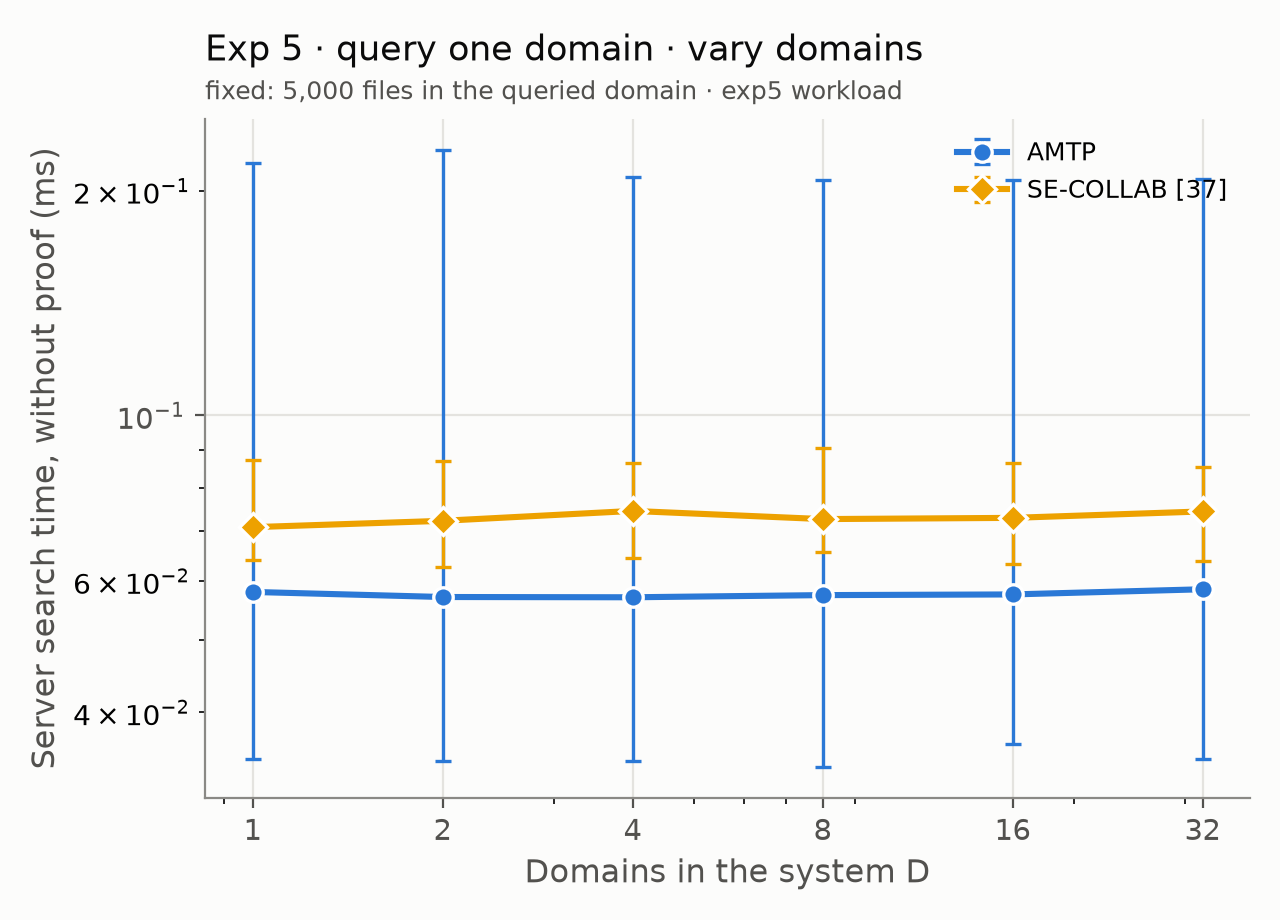 Exp 5 · query one domain · vary domains
fixed: 5,000 files in the queried domain · exp5 workload
AMTP
SE-COLLAB [37]
Server search time, without proof (ms)
2 × 10⁻¹
10⁻¹
6 × 10⁻²
4 × 10⁻²
1 2 4 8 16 32
Domains in the system D